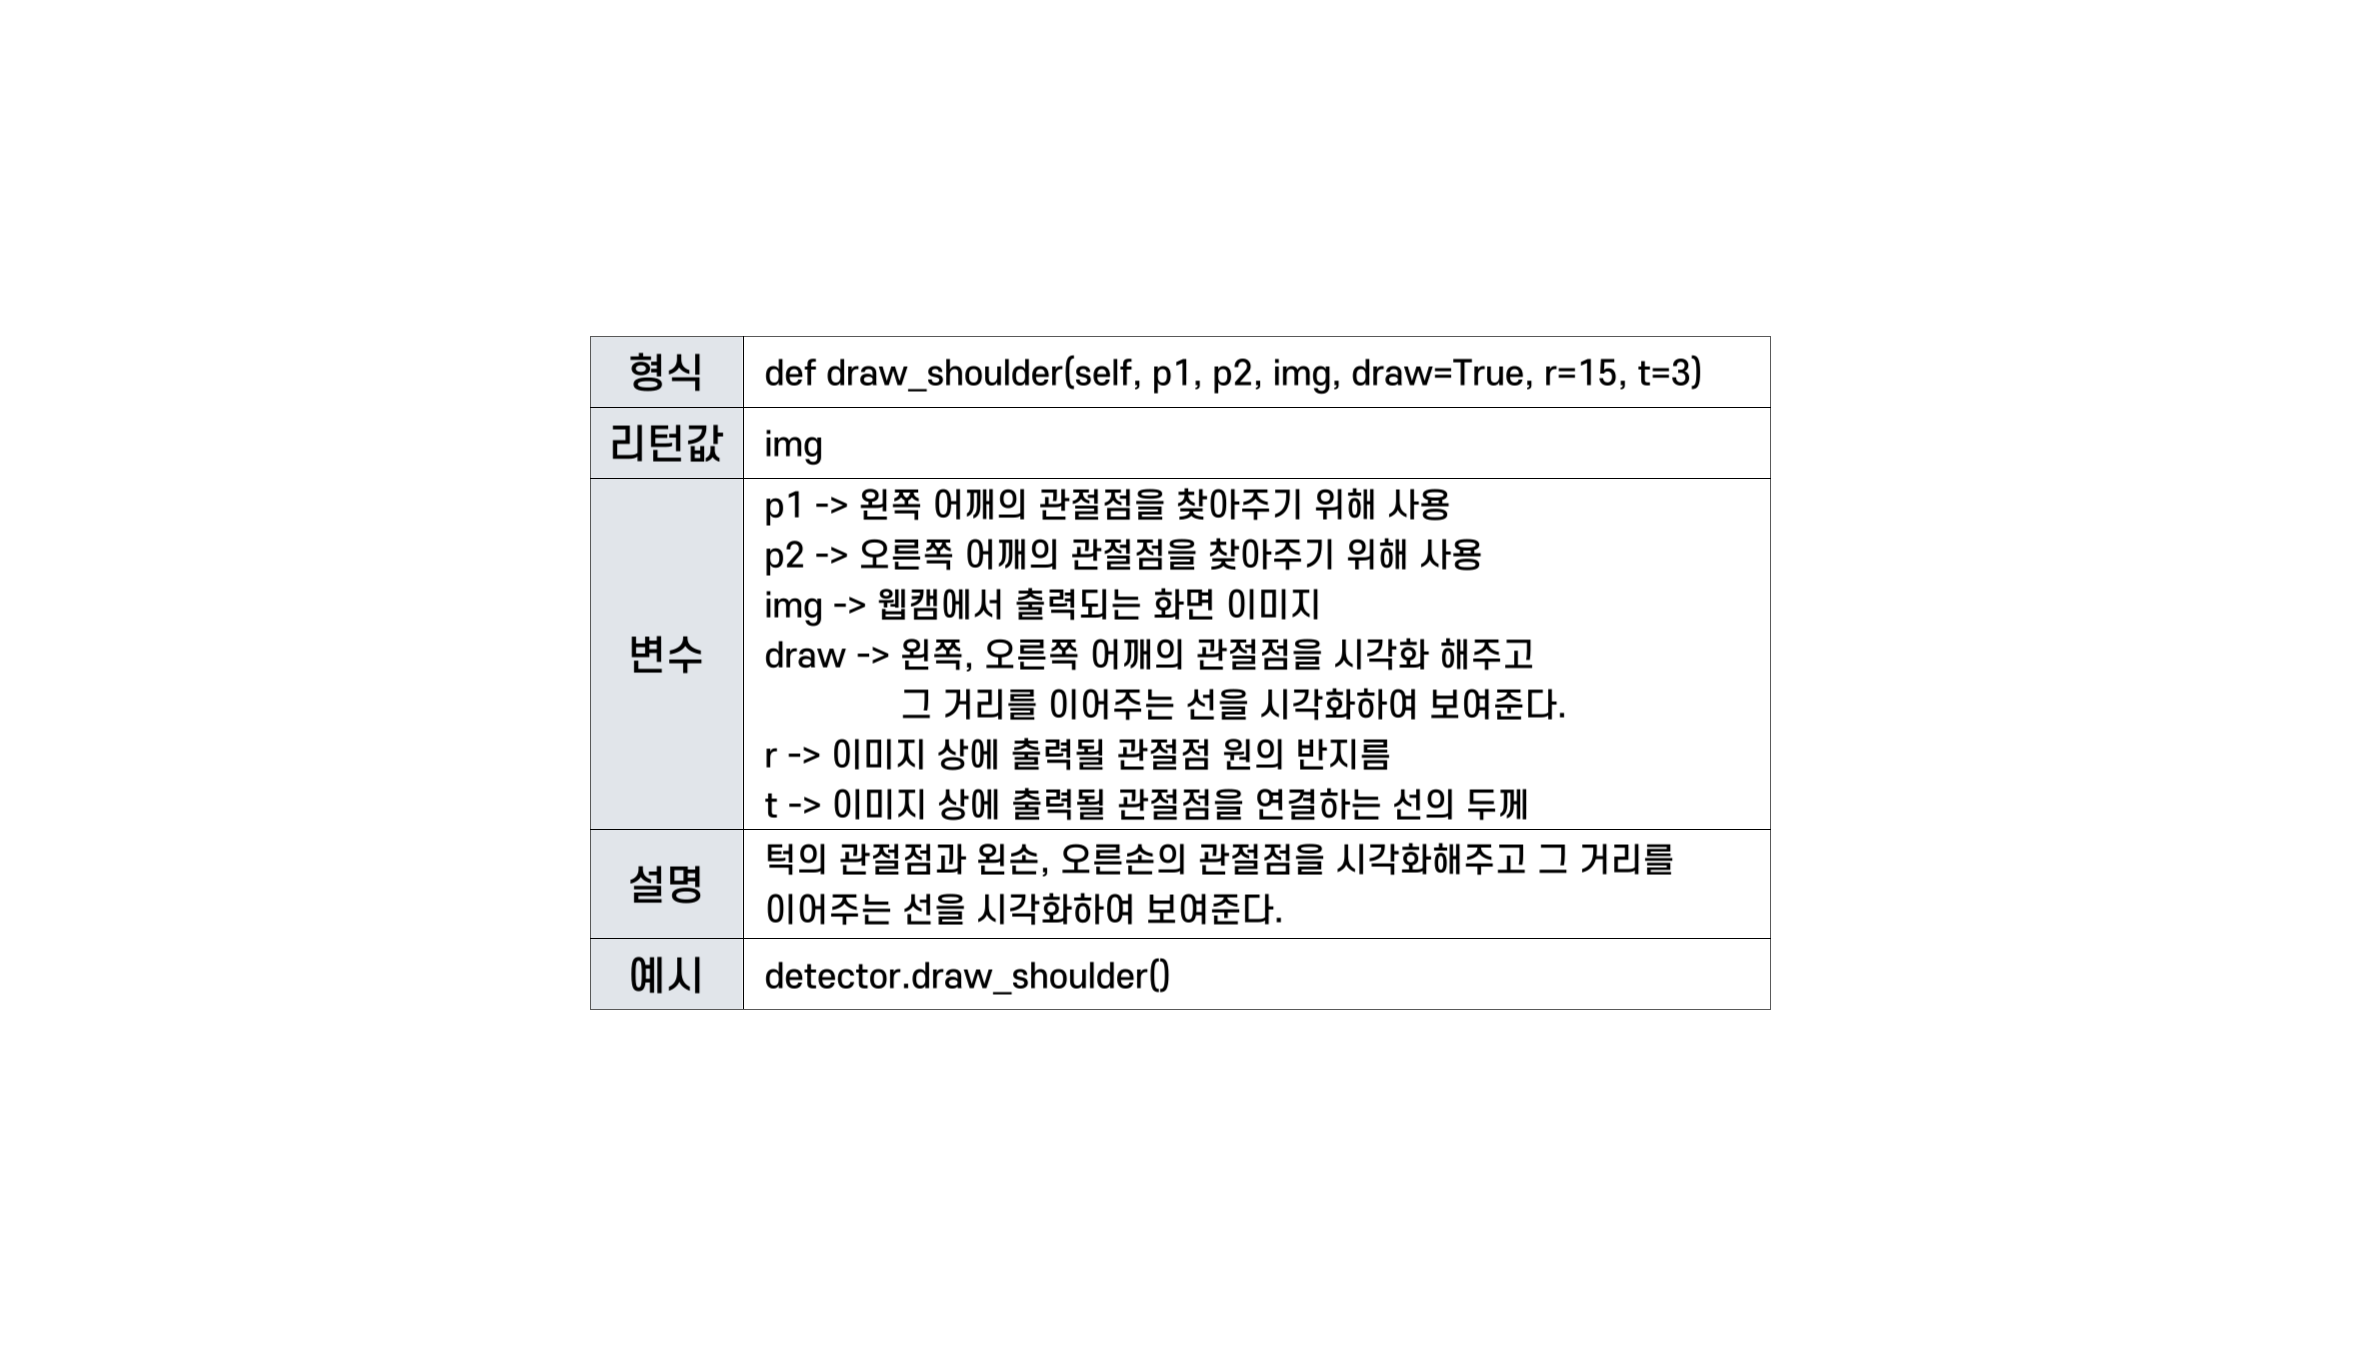 형식
def draw_shoulder(self, p1, p2, img, draw=True, r=15, t=3)
리턴값
img
변수
p1 -> 왼쪽 어깨의 관절점을 찾아주기 위해 사용
p2 -> 오른쪽 어깨의 관절점을 찾아주기 위해 사용
img -> 웹캠에서 출력되는 화면 이미지
draw -> 왼쪽, 오른쪽 어깨의 관절점을 시각화 해주고
그 거리를 이어주는 선을 시각화하여 보여준다.
r -> 이미지 상에 출력될 관절점 원의 반지름
t -> 이미지 상에 출력될 관절점을 연결하는 선의 두께
설명
턱의 관절점과 왼손, 오른손의 관절점을 시각화해주고 그 거리를
이어주는 선을 시각화하여 보여준다.
예시
detector.draw_shoulder()